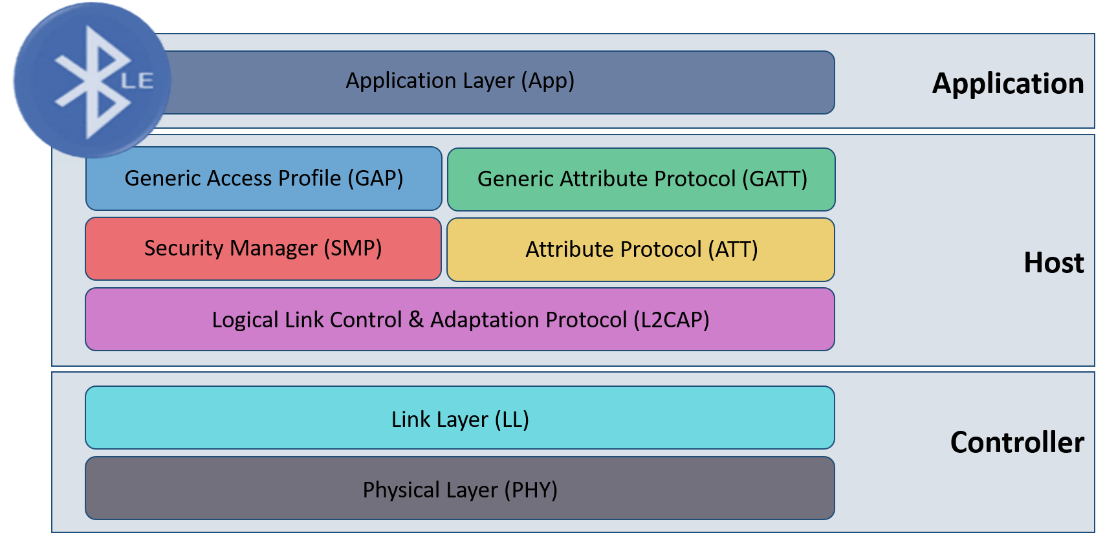 LE
Application Layer (App)
Application
Generic Access Profile (GAP)
Generic Attribute Protocol (GATT)
Security Manager (SMP)
Attribute Protocol (ATT)
Host
Logical Link Control & Adaptation Protocol (L2CAP)
Link Layer (LL)
Controller
Physical Layer (PHY)